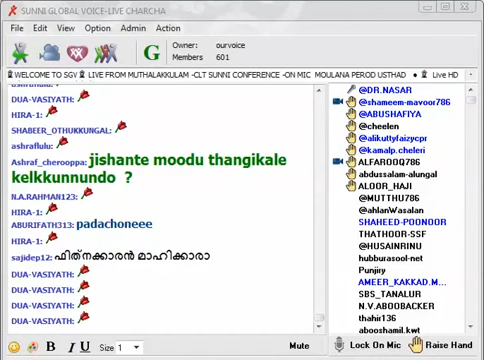 SUNNI GLOBAL VOICE-LIVE CHARCHA
File Edit View Option Admin Action
G Owner: ourvoice
Members 601
WELCOME TO SGV LIVE FROM MUTHALAKKULAM -CLT SUNNI CONFERENCE -ON MIC MOULANA PEROD USTHAD Live HD
DUA-VASIYATH:
HIRA-1:
SHABEER_OTHUKKUNGAL:
ashraflulu:
Ashraf_cherooppa: jishante moodu thangikale
kelkkunnundo ?
N.A.RAHMAN123:
HIRA-1:
ABURIFATH313: padachoneee
HIRA-1:
sajidep12: ഫിത്നക്കാരൻ മാഹിക്കാരാ
DUA-VASIYATH:
DUA-VASIYATH:
DUA-VASIYATH:
DUA-VASIYATH:
@DR.NASAR
@shameem-mavoor786
@ABUSHAFIYA
@cheelen
@alikuttyfaizycpr
@kamalp.cheleri
ALFAROOQ786
abdussalam-alungal
ALOOR_HAJI
@MUTTHU786
@ahlanWasalan
SHAHEED-POONOOR
THATHOOR-SSF
@HUSAINRINU
hubburasool-net
Punjiry
AMEER_KAKKAD.M...
SBS_TANALUR
N.V.ABOOBACKER
thahir136
abooshamil.kwt
B I U Size 1 Mute Lock On Mic Raise Hand